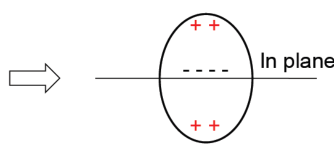 + +
- - - -
In plane
+ +